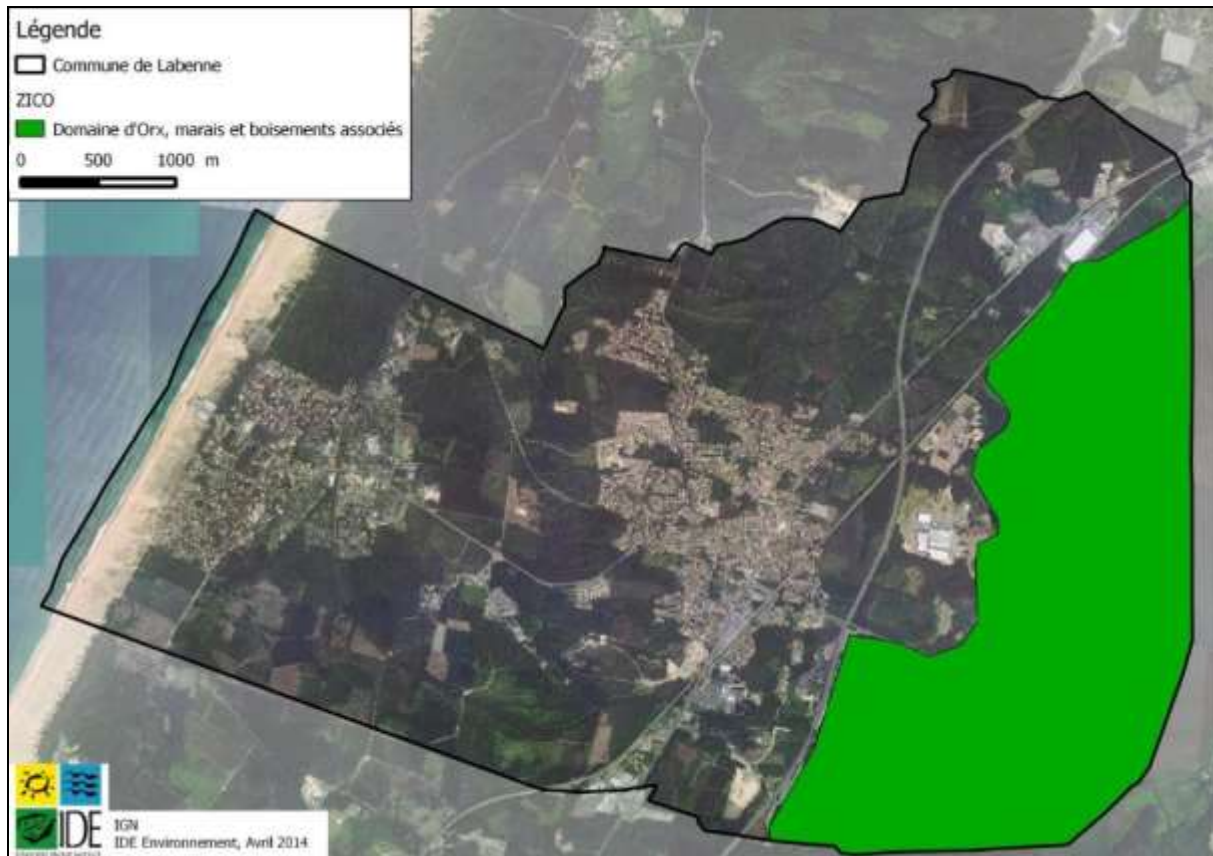 Légende
Commune de Labenne
ZICO
Domaine d'Orx, marais et boisements associés
0 500 1000 m
IDE
IGN
IDE Environnement, Avril 2014